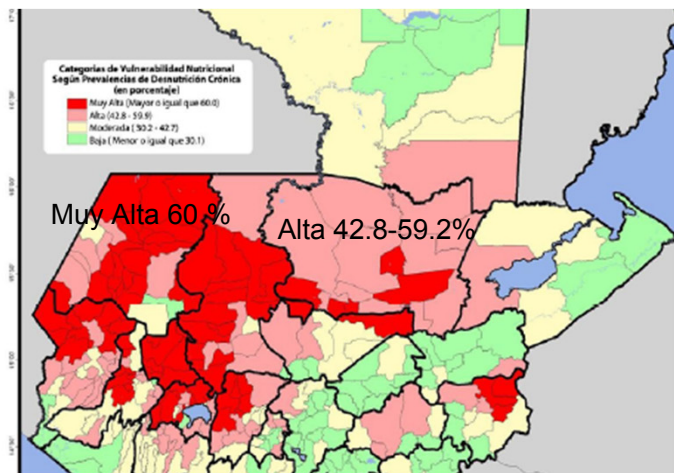 Categorías de Vulnerabilidad Nutricional
Según Prevalencias de Desnutrición Crónica
(en porcentaje)
Muy Alta (Mayor o igual que 60.0)
Alta (42.8 - 59.9)
Moderada ( 30.2 - 42.7)
Baja ( Menor o igual que 30.1)
Muy Alta 60.%
Alta 42.8-59.2%